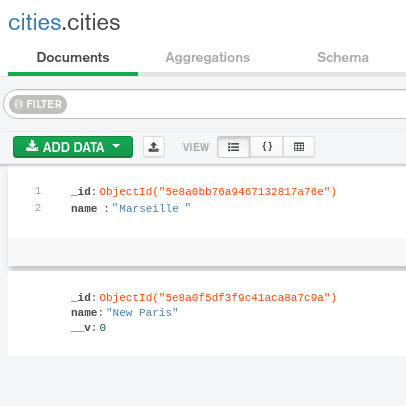 cities.cities
Documents Aggregations Schema
FILTER
ADD DATA VIEW {}
1 _id: ObjectId("5e8a0bb76a9467132817a76e")
2 name : "Marseille "
_id: ObjectId("5e8a0f5df3f9c41aca8a7c9a")
name: "New Paris"
__v: 0